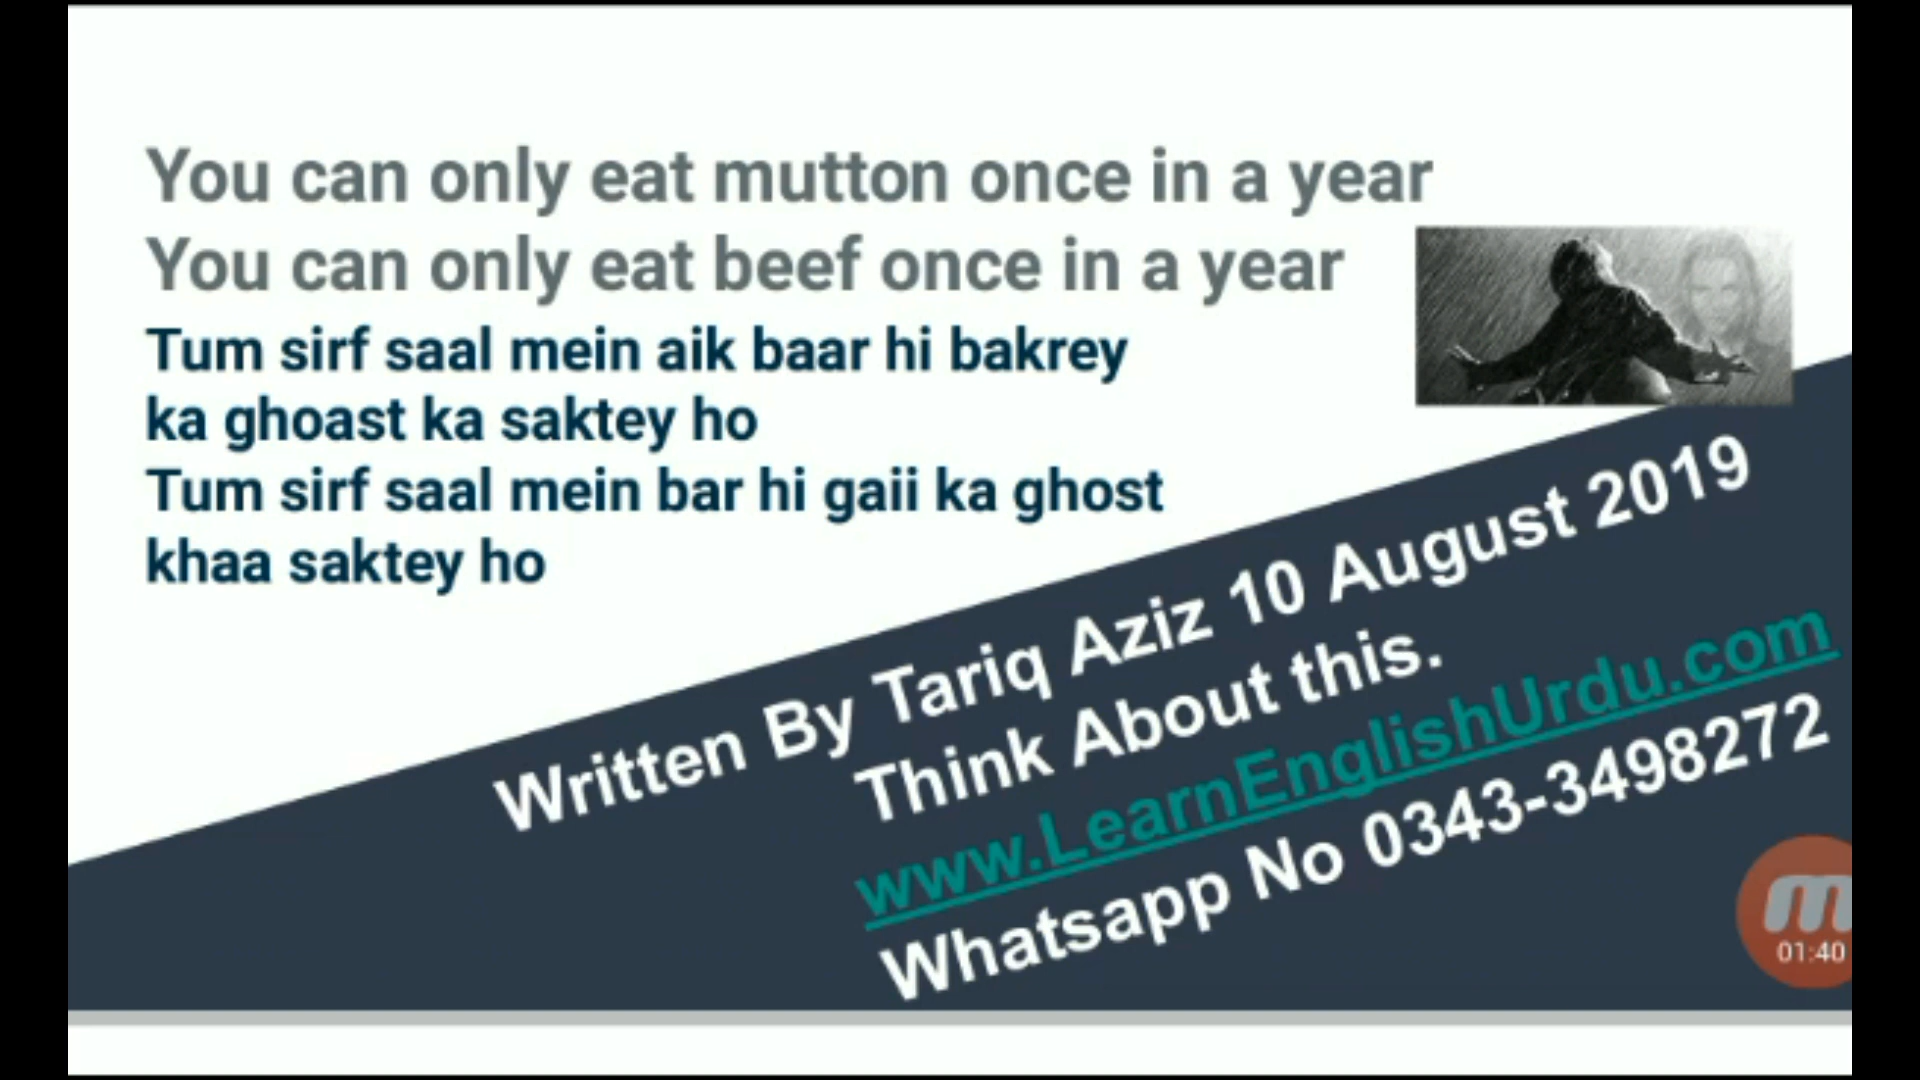 You can only eat mutton once in a year
You can only eat beef once in a year
Tum sirf saal mein aik baar hi bakrey
ka ghoast ka saktey ho
Tum sirf saal mein bar hi gaii ka ghost
khaa saktey ho
Written By Tariq Aziz 10 August 2019
Think About this.
www.LearnEnglishUrdu.com
Whatsapp No 0343-3498272
m
01:40